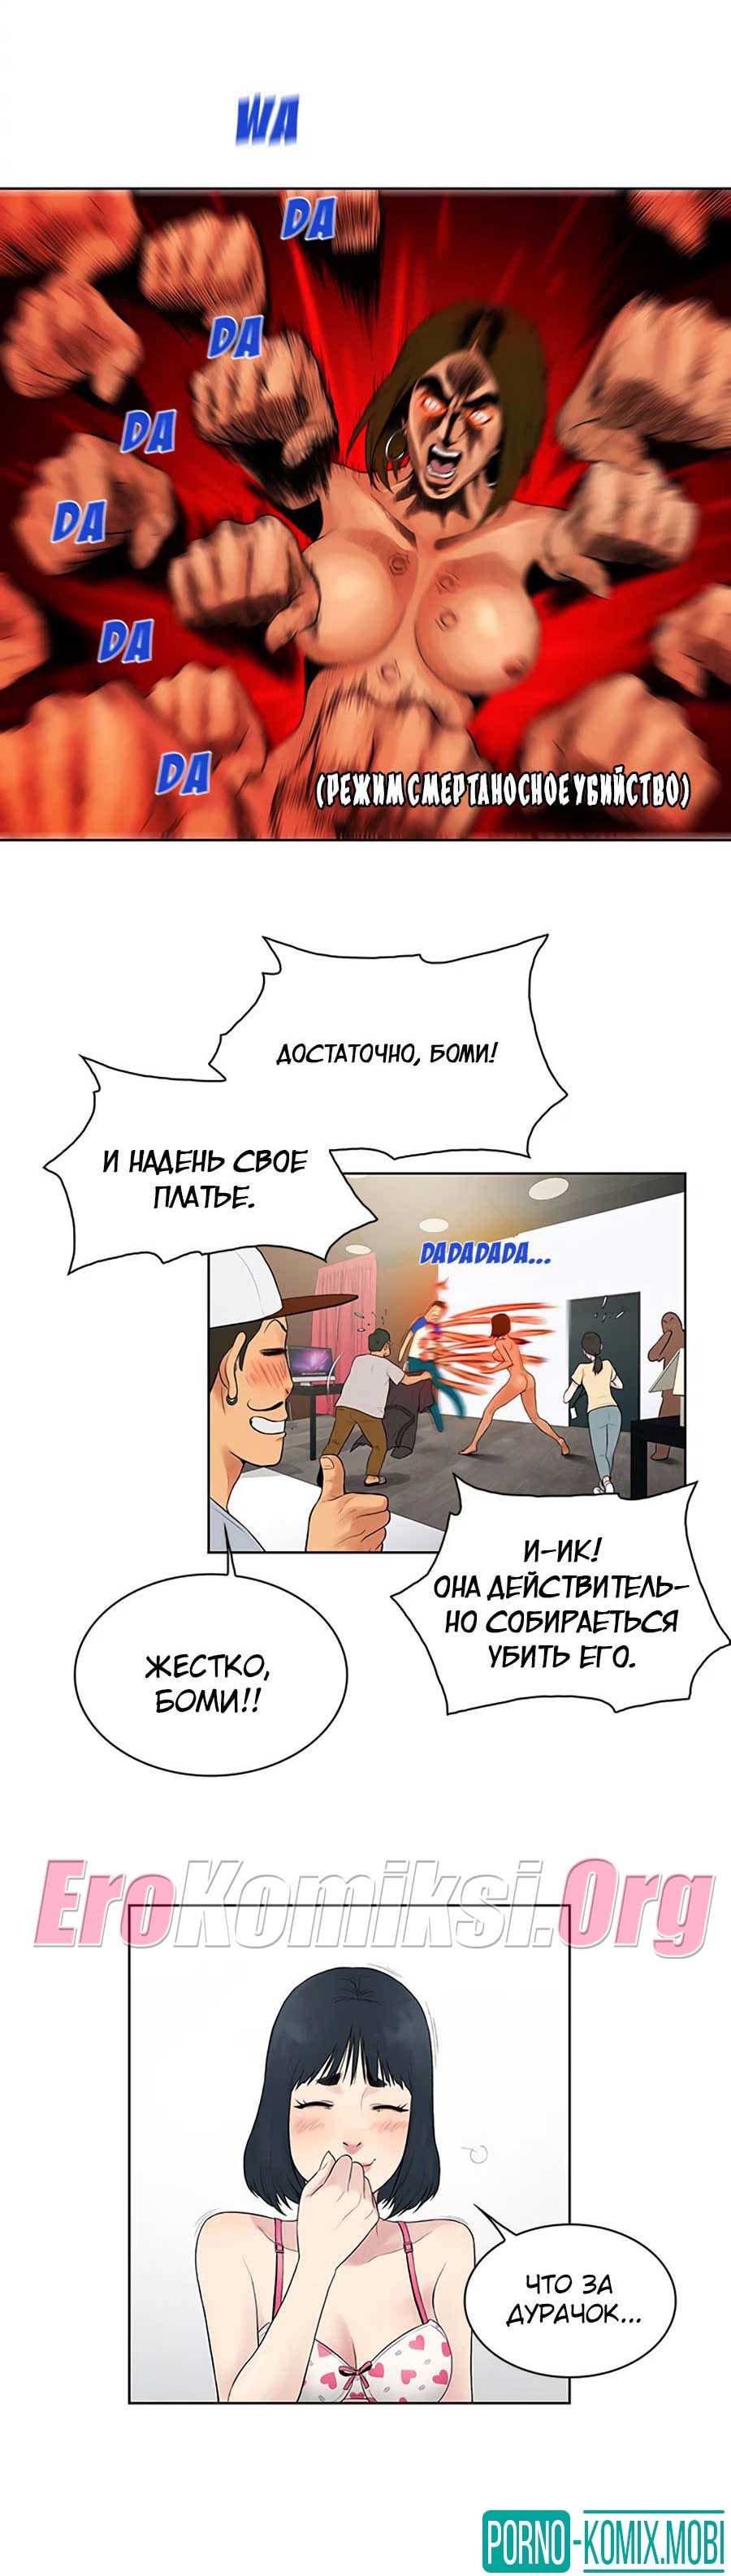 WA
DA
DA
DA
DA
DA
DA
(РЕЖИМ СМЕРТАНОСНОЕ УБИЙСТВО)
ДОСТАТОЧНО, БОМИ!
И НАДЕНЬ СВОЕ
ПЛАТЬЕ.
DADADADA...
И-ИК!
ОНА ДЕЙСТВИТЕЛЬ-
НО СОБИРАЕТЬСЯ
УБИТЬ ЕГО.
ЖЕСТКО,
БОМИ!!
EroKomiksi.Org
ЧТО ЗА
ДУРАЧОК...
PORNO-KOMIX.MOBI